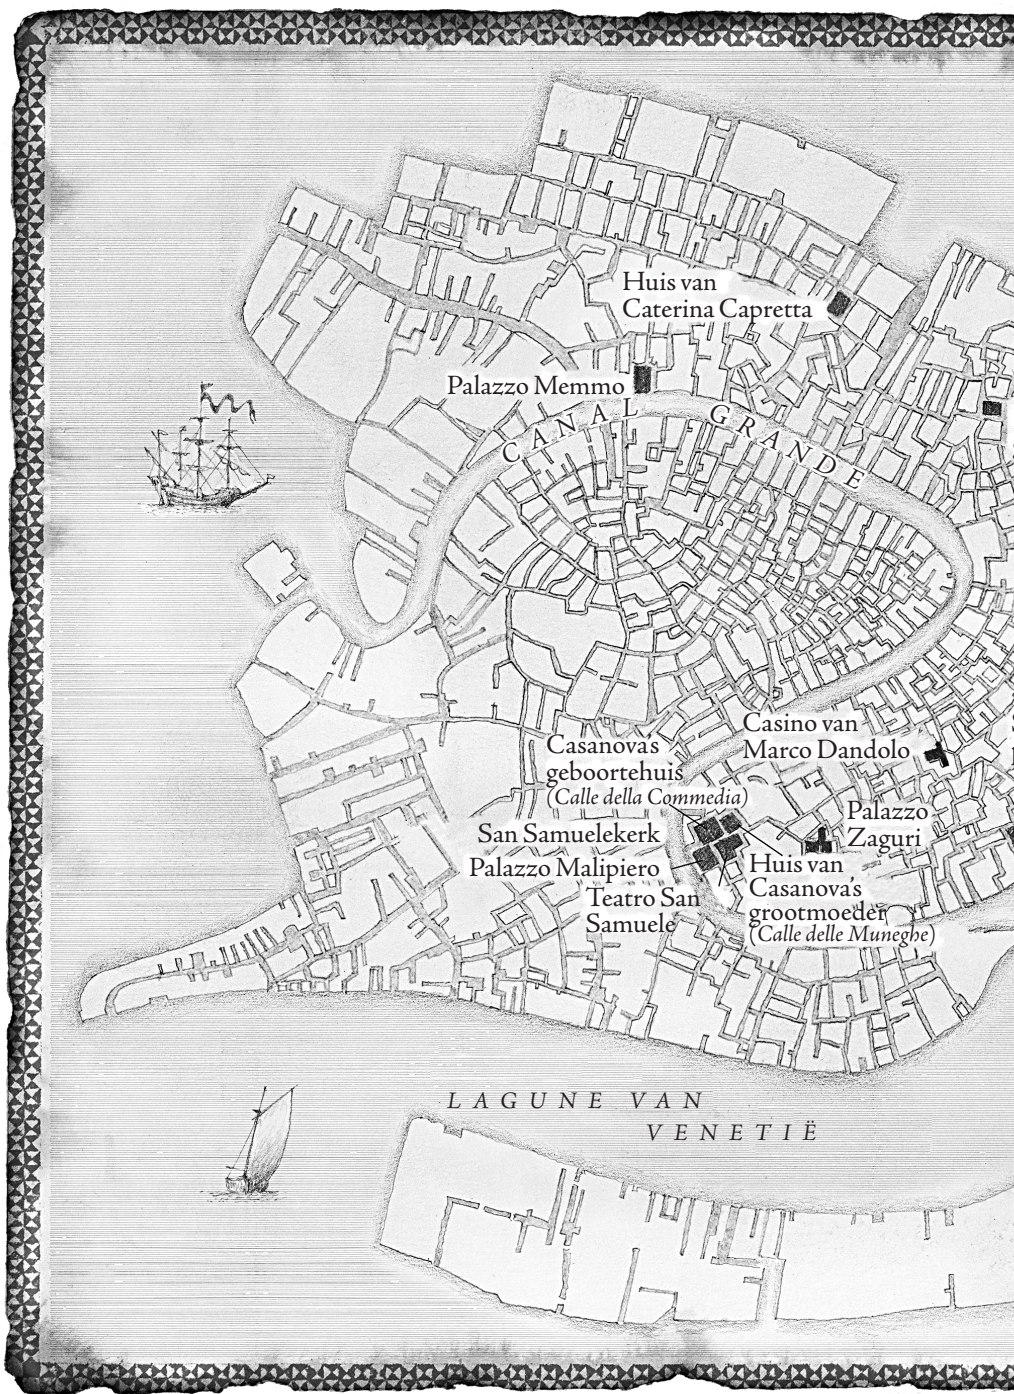 Huis van
Caterina Capretta
Palazzo Memmo
CANAL GRANDE
Casino van
Marco Dandolo
Casanova's
geboortehuis
(Calle della Commedia)
Palazzo
Zaguri
San Samuelekerk
Palazzo Malipiero
Huis van
Casanova's
grootmoeder
(Calle delle Muneghe)
Teatro San
Samuele
LAGUNE VAN
VENETIË